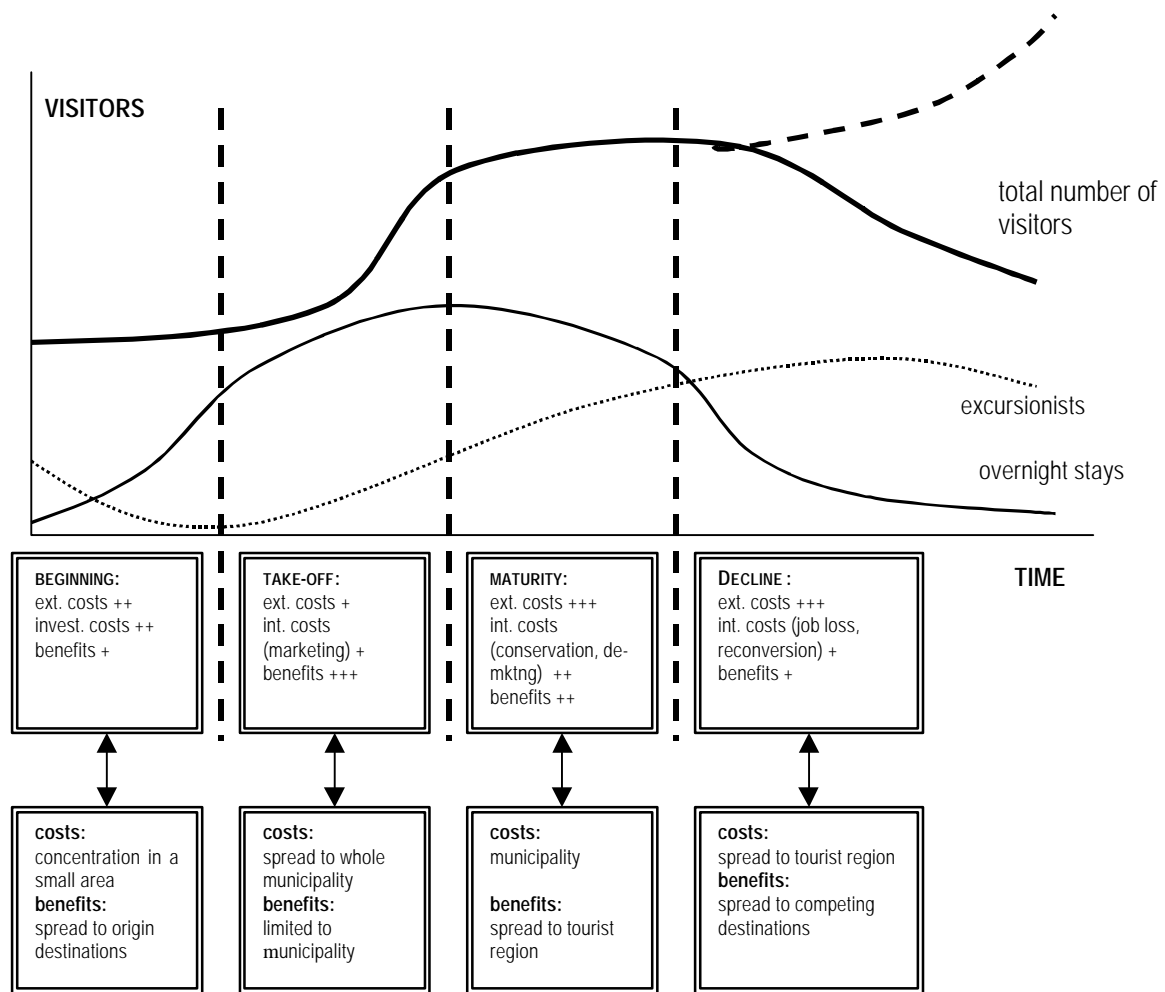 VISITORS
total number of
visitors
excursionists
overnight stays
TIME
BEGINNING:
ext. costs ++
invest. costs ++
benefits +
TAKE-OFF:
ext. costs +
int. costs
(marketing) +
benefits +++
MATURITY:
ext. costs +++
int. costs
(conservation, de-
mktng) ++
benefits ++
DECLINE :
ext. costs +++
int. costs (job loss,
reconversion) +
benefits +
costs:
concentration in a
small area
benefits:
spread to origin
destinations
costs:
spread to whole
municipality
benefits:
limited to
municipality
costs:
municipality
benefits:
spread to tourist
region
costs:
spread to tourist region
benefits:
spread to competing
destinations